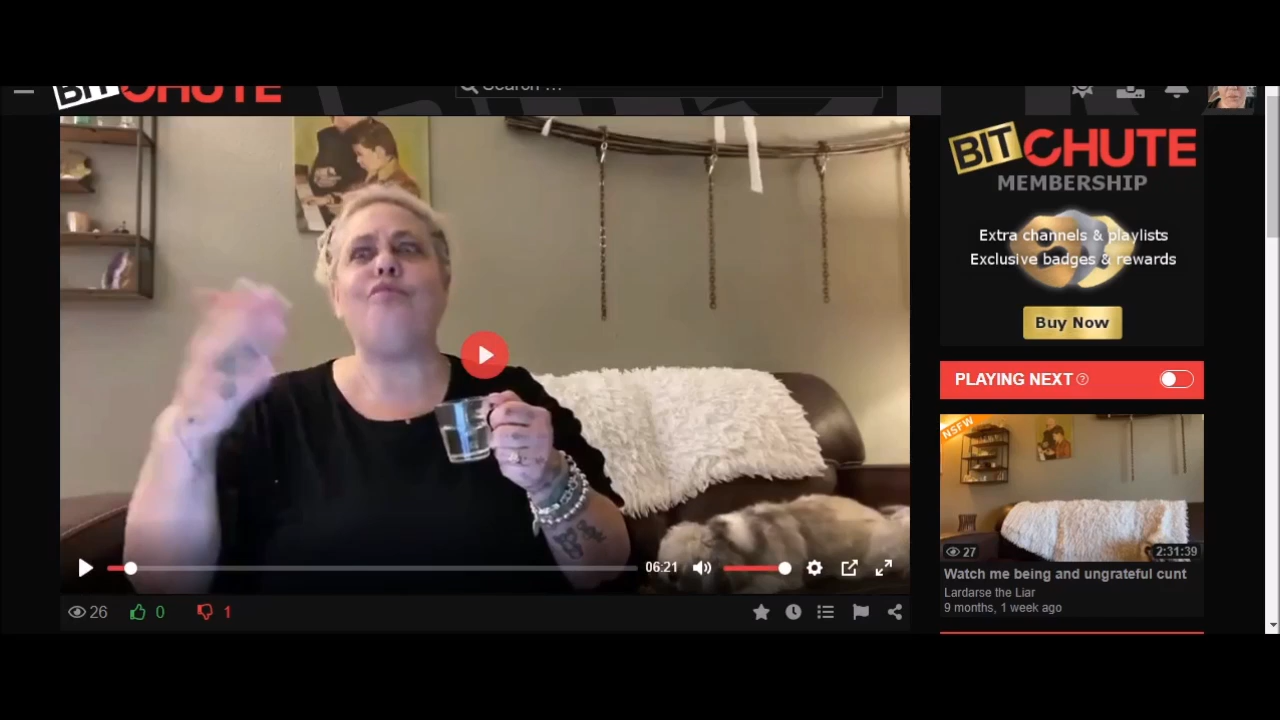 BITCHUTE
Search ...
BITCHUTE
MEMBERSHIP
Extra channels & playlists
Exclusive badges & rewards
Buy Now
PLAYING NEXT ?
NSFW
27
2:31:39
Watch me being and ungrateful cunt
Lardarse the Liar
9 months, 1 week ago
06:21
26
0
1